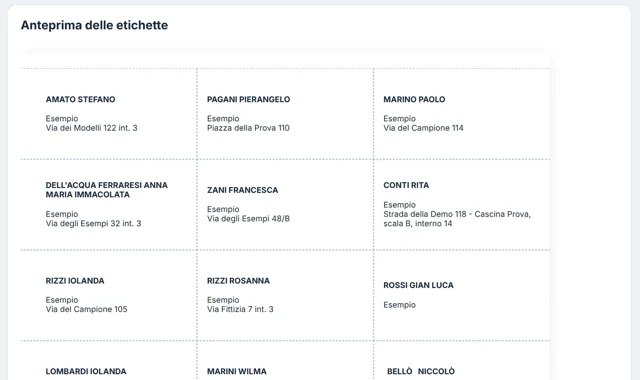 Anteprima delle etichette
AMATO STEFANO
Esempio
Via dei Modelli 122 int. 3
PAGANI PIERANGELO
Esempio
Piazza della Prova 110
MARINO PAOLO
Esempio
Via del Campione 114
DELL'ACQUA FERRARESI ANNA
MARIA IMMACOLATA
Esempio
Via degli Esempi 32 int. 3
ZANI FRANCESCA
Esempio
Via degli Esempi 48/B
CONTI RITA
Esempio
Strada della Demo 118 - Cascina Prova,
scala B, interno 14
RIZZI IOLANDA
Esempio
Via del Campione 105
RIZZI ROSANNA
Esempio
Via Fittizia 7 int. 3
ROSSI GIAN LUCA
Esempio
LOMBARDI IOLANDA
MARINI WILMA
BELLÒ   NICCOLÒ